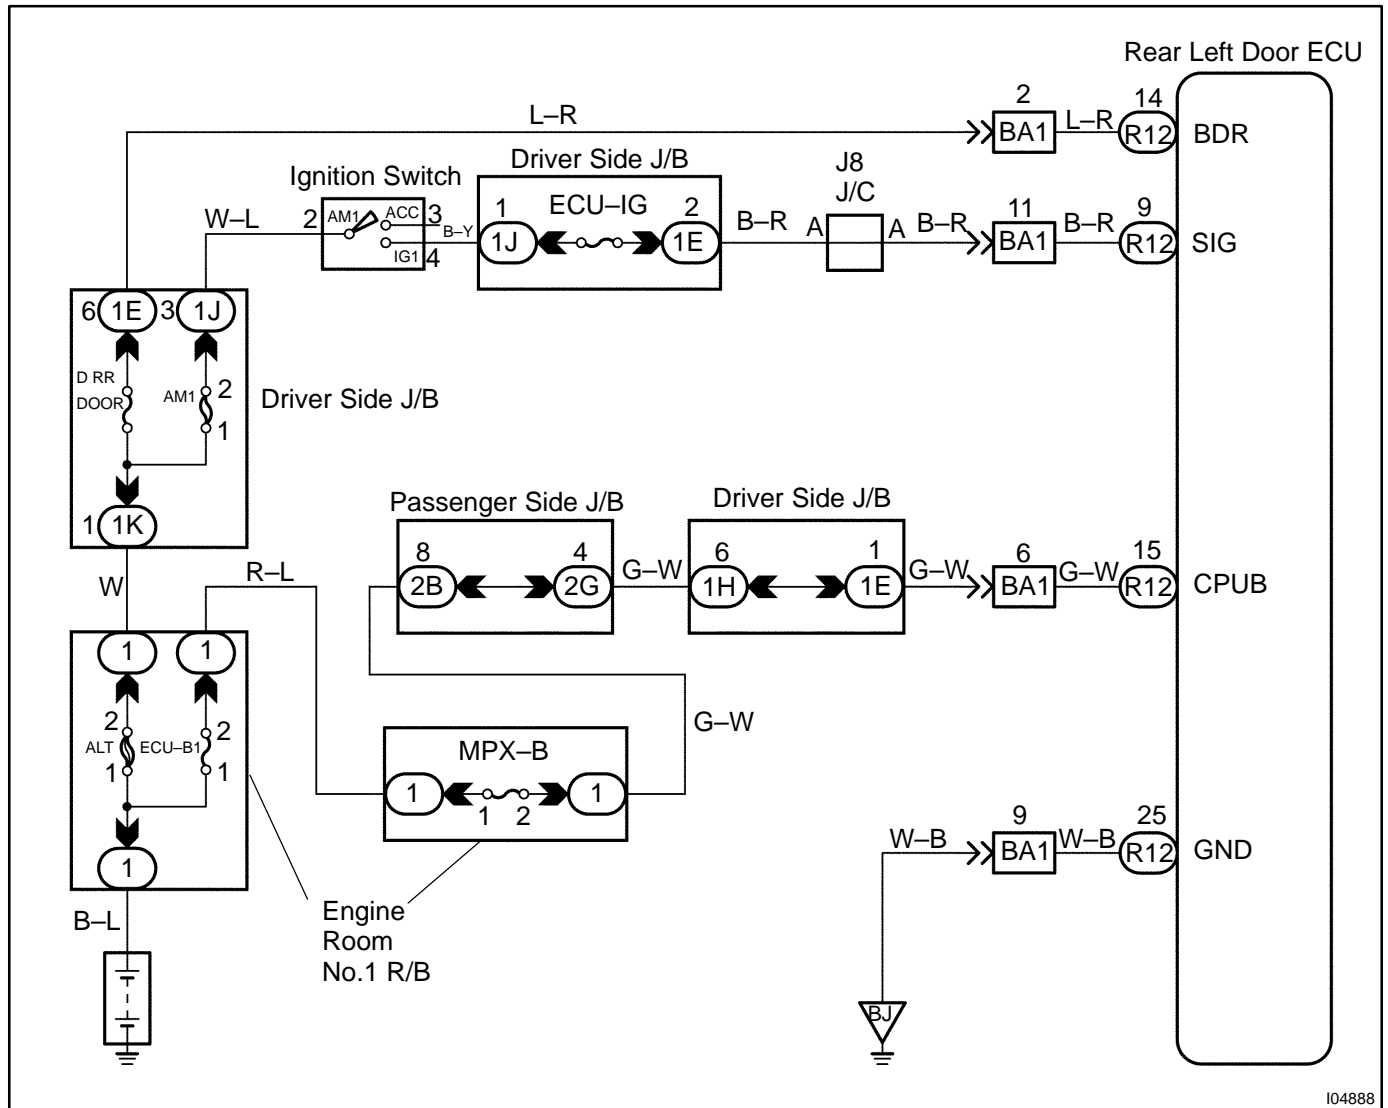 Rear Left Door ECU
L–R
2
BA1
L–R
14
R12
BDR
Ignition Switch
Driver Side J/B
J8
J/C
W–L
2
AM1
ACC
3
IG1
4
B–Y
1
1J
ECU–IG
2
1E
B–R
A
A
B–R
11
BA1
B–R
9
R12
SIG
6
1E
3
1J
D RR
DOOR
AM1
2
1
Driver Side J/B
1
1K
W
R–L
Passenger Side J/B
8
2B
4
2G
G–W
Driver Side J/B
6
1H
1
1E
G–W
6
BA1
G–W
15
R12
CPUB
1
1
2
ALT
1
ECU–B1
2
1
1
G–W
MPX–B
1
1
2
1
Engine
Room
No.1 R/B
B–L
W–B
9
BA1
W–B
25
R12
GND
BJ
I04888